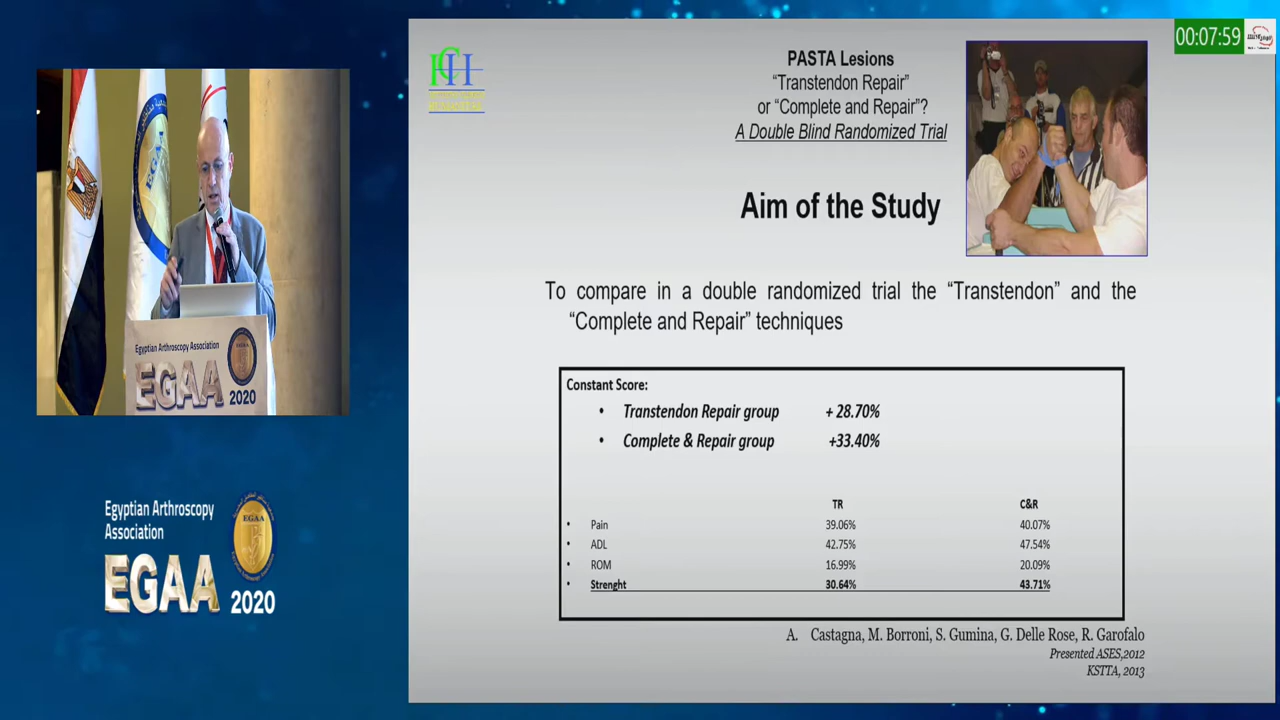 00:07:59
PASTA Lesions
“Transtendon Repair”
or “Complete and Repair”?
A Double Blind Randomized Trial
Aim of the Study
To compare in a double randomized trial the “Transtendon” and the
“Complete and Repair” techniques
Constant Score:
• Transtendon Repair group + 28.70%
• Complete & Repair group +33.40%
TR C&R
• Pain 39.06% 40.07%
• ADL 42.75% 47.54%
• ROM 16.99% 20.09%
• Strenght 30.64% 43.71%
A. Castagna, M. Borroni, S. Gumina, G. Delle Rose, R. Garofalo
Presented ASES,2012
KSTTA, 2013
Egyptian Arthroscopy Association
EGAA
2020
Egyptian Arthroscopy
Association
EGAA
EGAA 2020